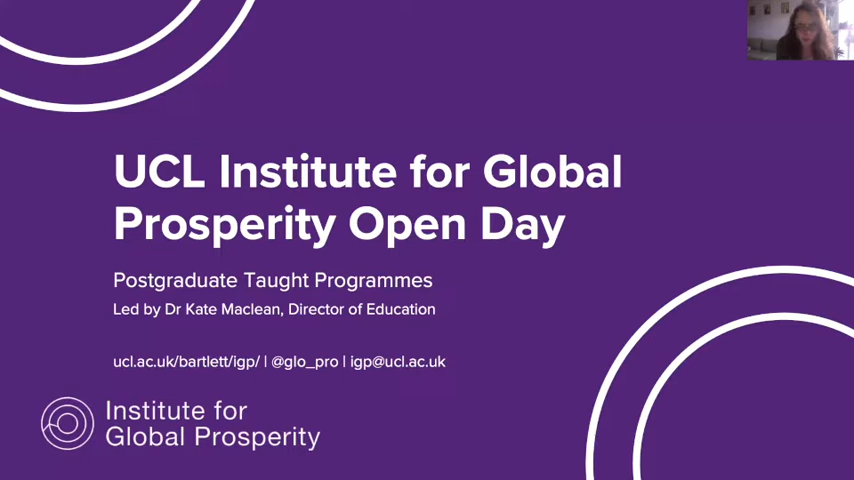 UCL Institute for Global
Prosperity Open Day
Postgraduate Taught Programmes
Led by Dr Kate Maclean, Director of Education
ucl.ac.uk/bartlett/igp/ | @glo_pro | igp@ucl.ac.uk
Institute for
Global Prosperity